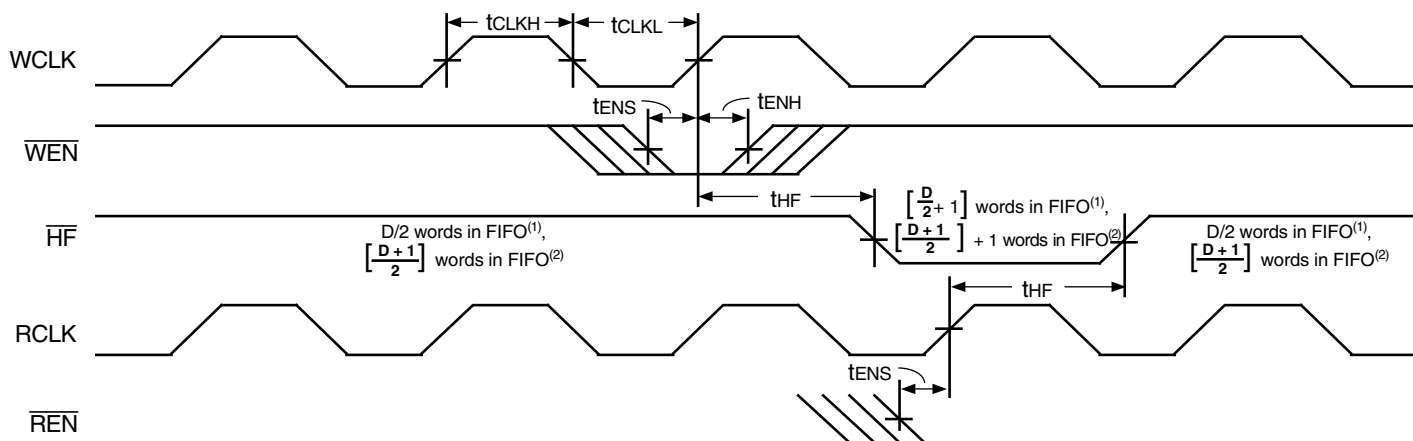 tCLKH
tCLKL
WCLK
tENS
tENH
WEN
tHF
[D/2 + 1] words in FIFO(1),
[D + 1/2] + 1 words in FIFO(2)
HF
D/2 words in FIFO(1),
[D + 1/2] words in FIFO(2)
D/2 words in FIFO(1),
[D + 1/2] words in FIFO(2)
tHF
RCLK
tENS
REN